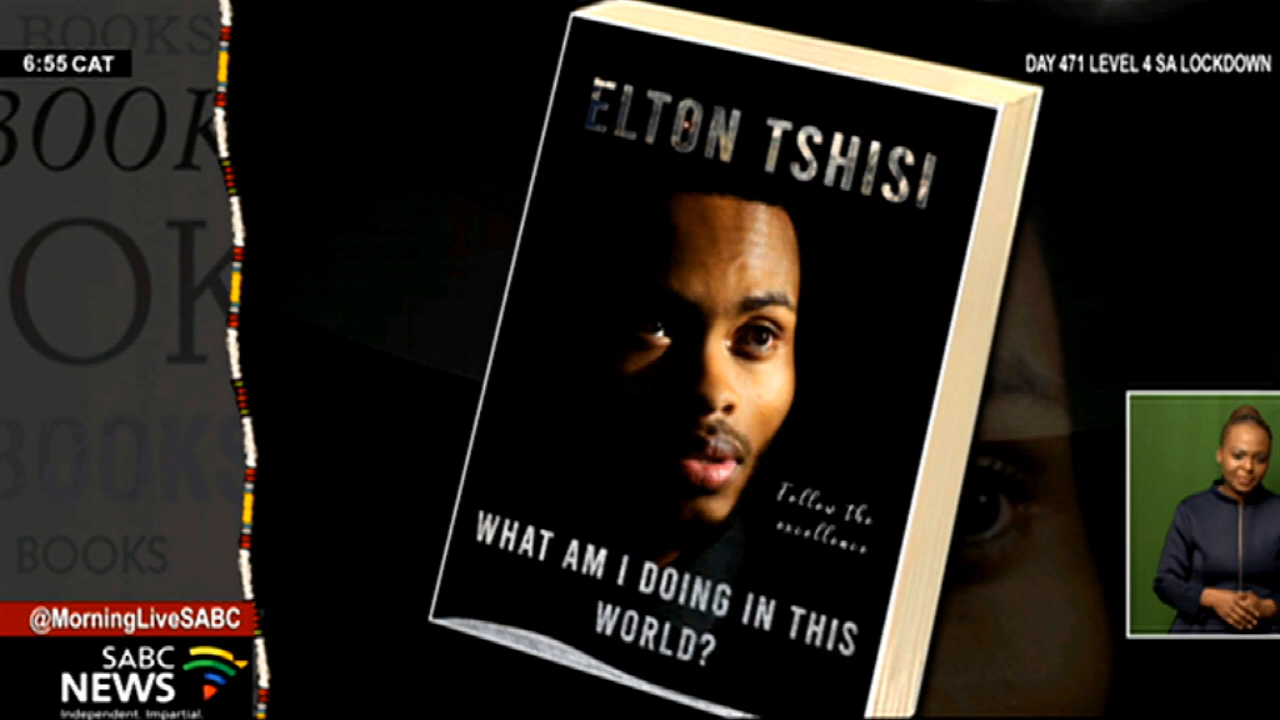 BOOKS
6:55 CAT
DAY 471 LEVEL 4 SA LOCKDOWN
BOOK
OK
BOOKS
BOOKS
ELTON TSHISI
Follow the
excellence
WHAT AM I DOING IN THIS
WORLD?
@MorningLiveSABC
SABC
NEWS
Independent. Impartial.